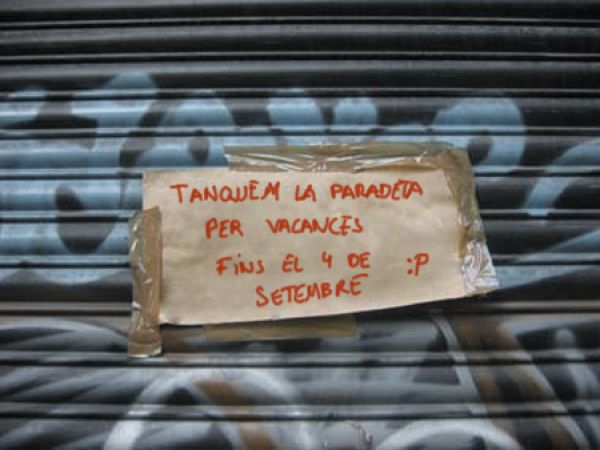 TANQUEM LA PARADETA
PER VACANCES
FINS EL 4 DE :P
SETEMBRE